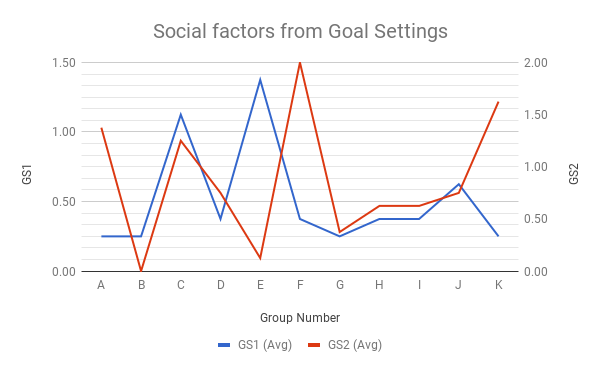 Social factors from Goal Settings
1.50 2.00
1.50
1.00
1.00
GS1 GS2
0.50
0.50
0.00 0.00
A B C D E F G H I J K
Group Number
GS1 (Avg) GS2 (Avg)